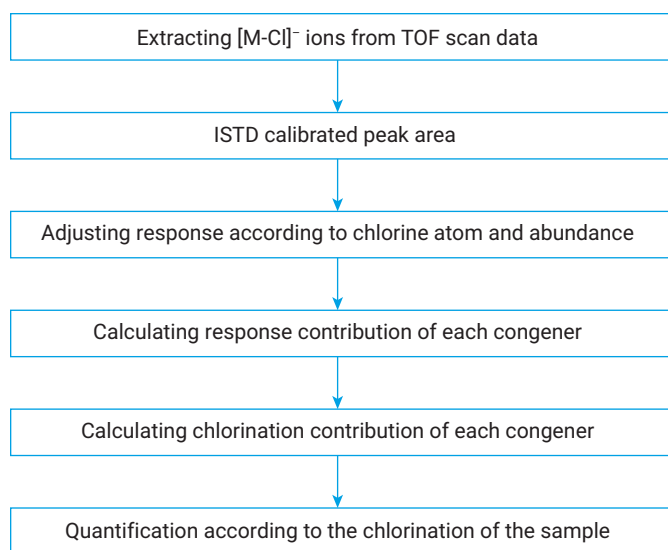 Extracting [M-Cl]⁻ ions from TOF scan data
ISTD calibrated peak area
Adjusting response according to chlorine atom and abundance
Calculating response contribution of each congener
Calculating chlorination contribution of each congener
Quantification according to the chlorination of the sample